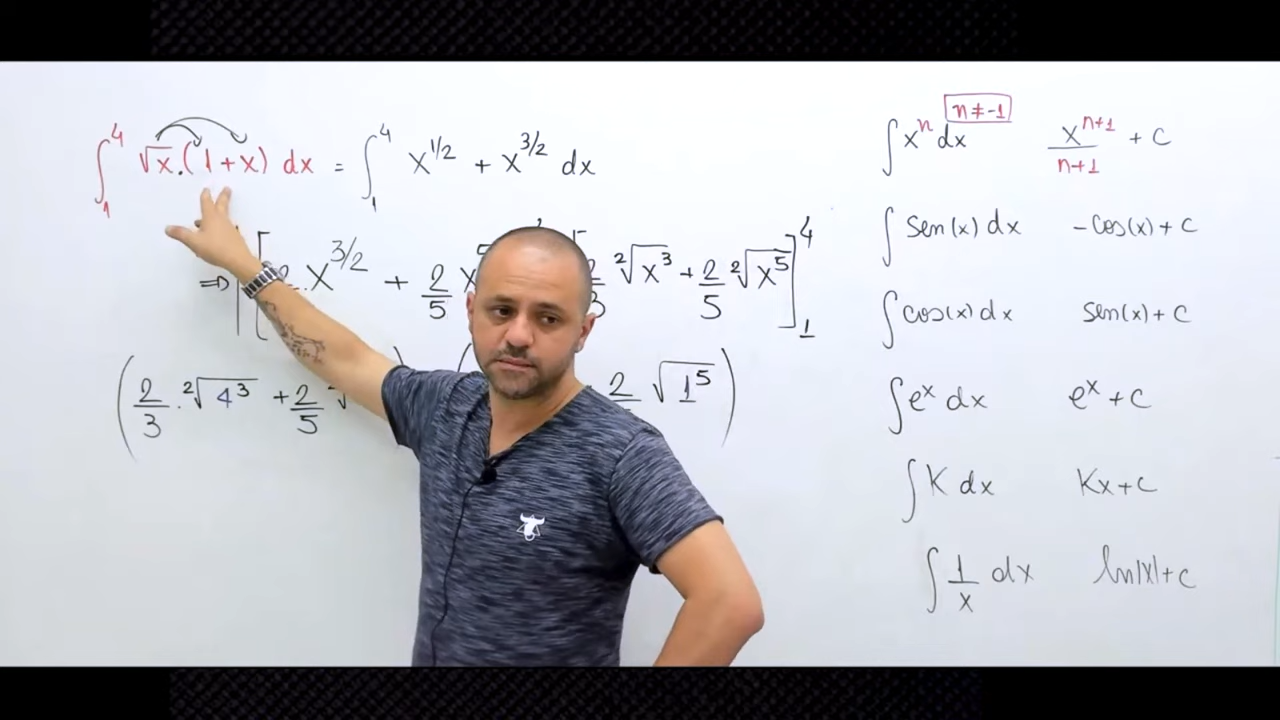 ∫₁⁴ √x.(1+x) dx = ∫₁⁴ x^{1/2} + x^{3/2} dx
⇒ [ . x^{3/2} + 2/5 x [ ²√x³ + 2/5 ²√x⁵ ]₁⁴
( 2/3 . ²√4³ + 2/5 ) ( 2 √1⁵ )
n≠-1
∫ xⁿ dx x^{n+1}/n+1 + C
∫ sen(x) dx -cos(x) + C
∫ cos(x) dx sen(x) + C
∫ eˣ dx eˣ + C
∫ K dx Kx + C
∫ 1/x dx ln|x| + C